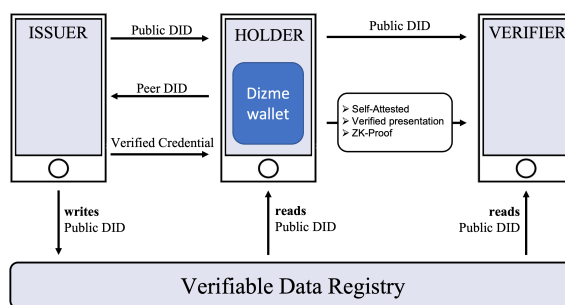 ISSUER
Public DID
HOLDER
Public DID
VERIFIER
Peer DID
Dizme
wallet
➢ Self-Attested
➢ Verified presentation
➢ ZK-Proof
Verified Credential
writes
Public DID
reads
Public DID
reads
Public DID
Verifiable Data Registry